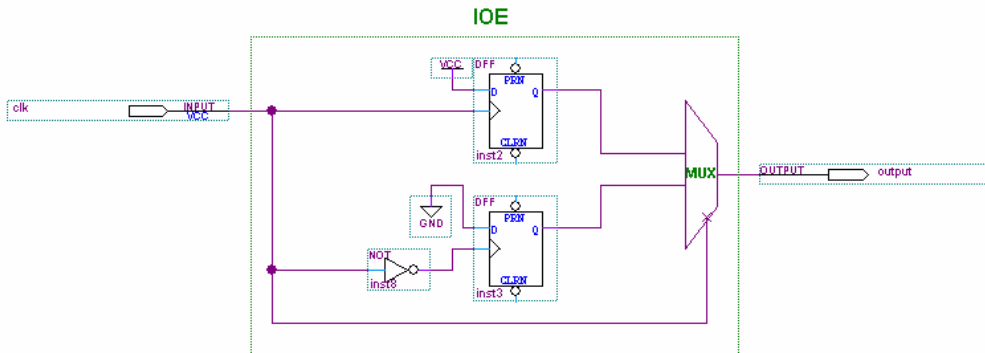 IOE
VCC
DFF
PRN
D
Q
CLRN
inst2
clk
INPUT
VCC
MUX
OUTPUT
output
DFF
PRN
D
Q
CLRN
inst3
GND
NOT
inst8